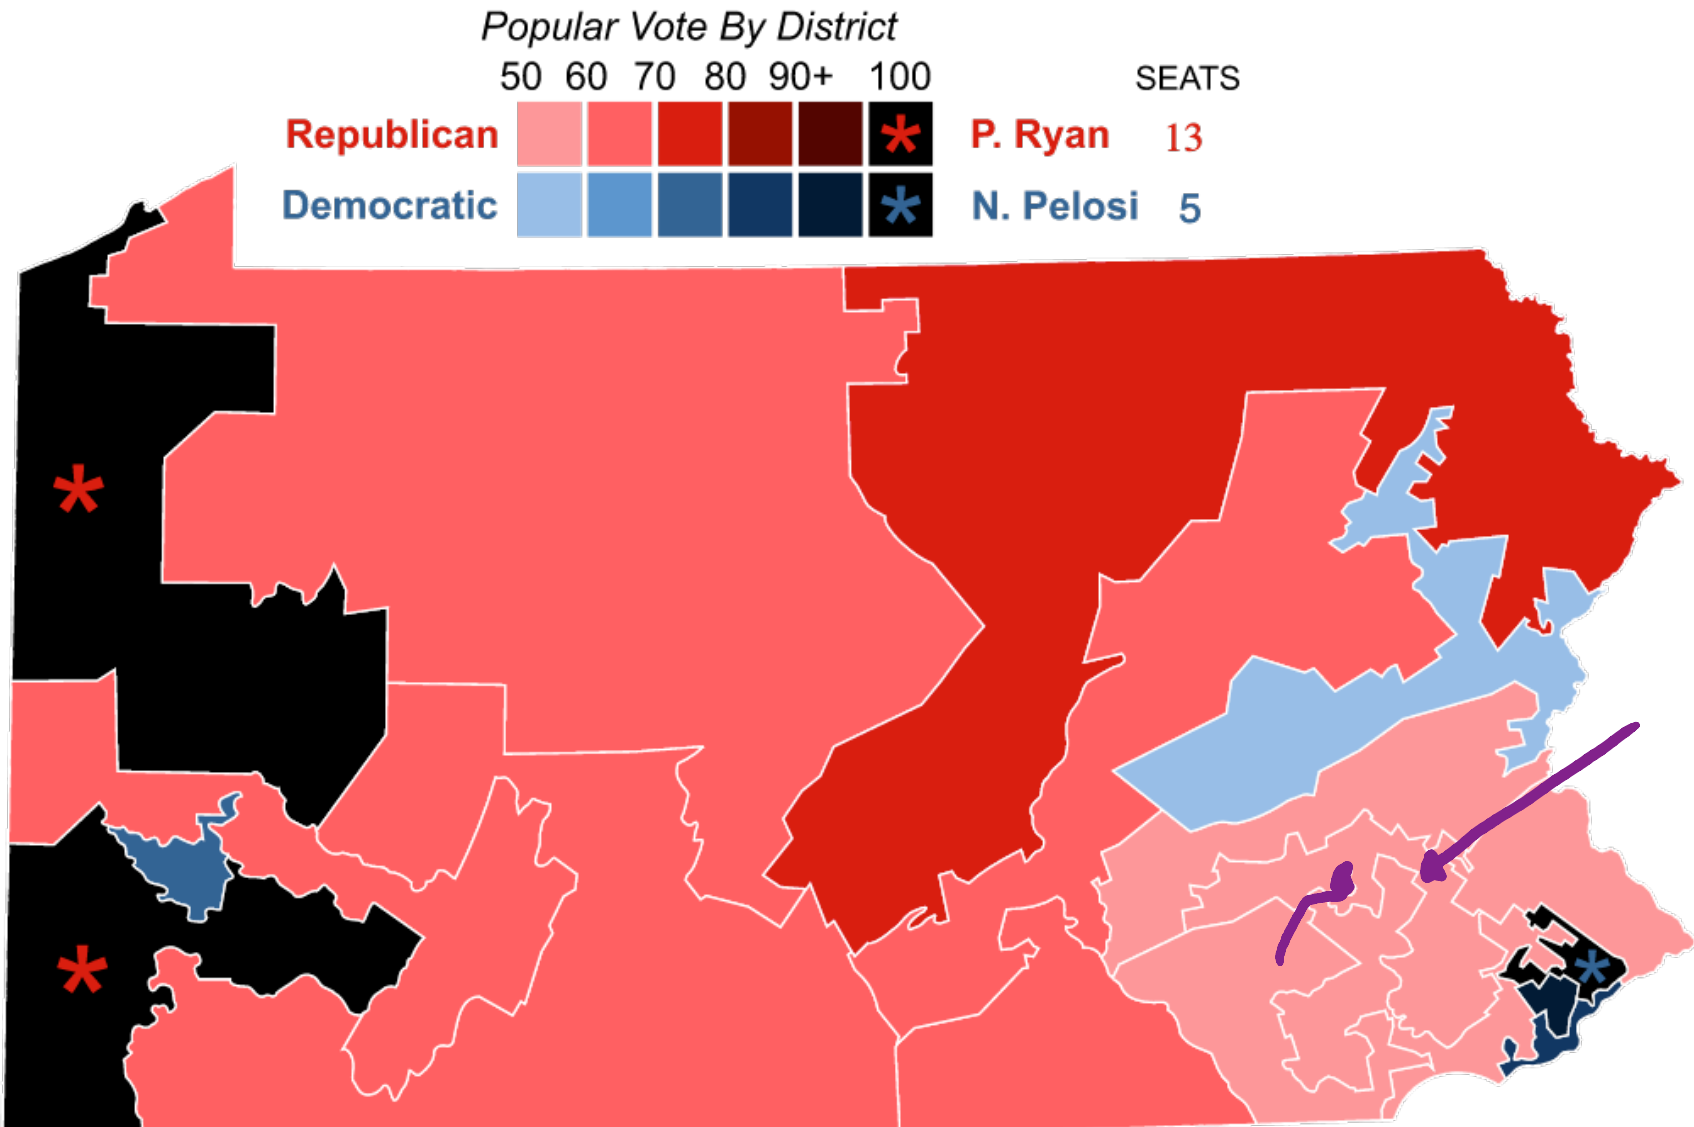 Popular Vote By District
50 60 70 80 90+ 100 SEATS
Republican * P. Ryan 13
Democratic * N. Pelosi 5
*
*
*